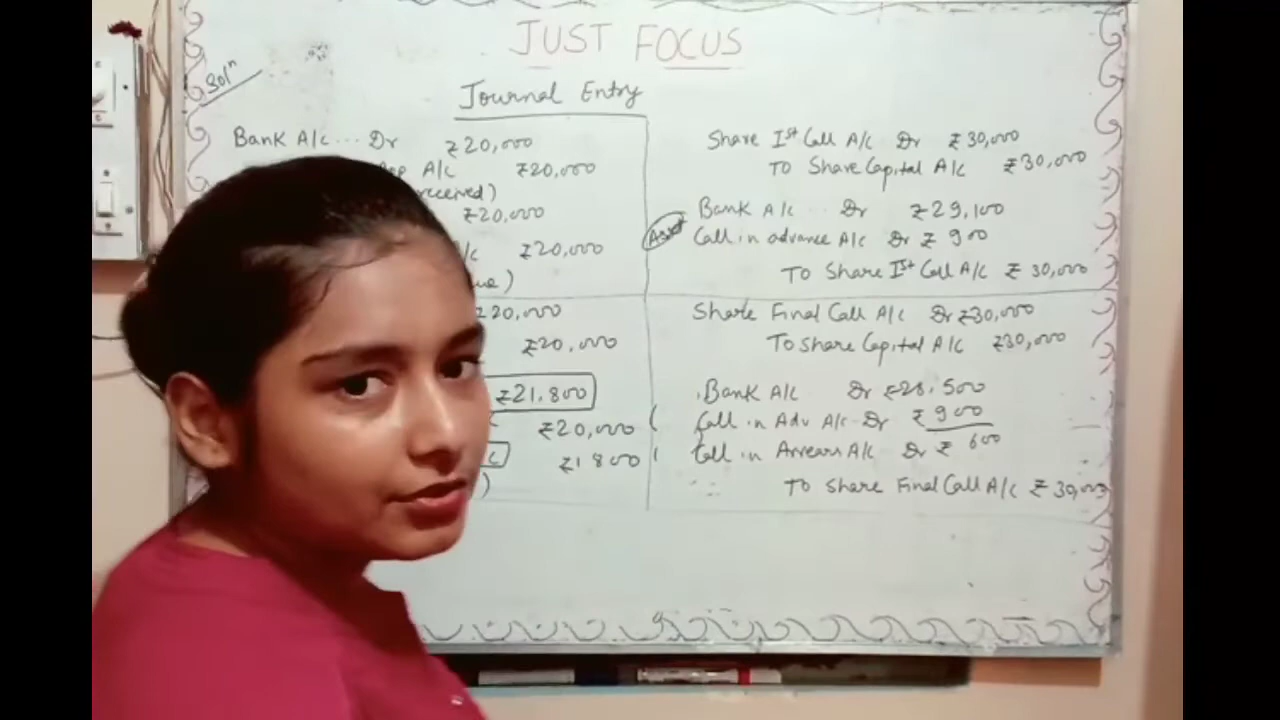 JUST FOCUS
Solⁿ
Journal Entry
Bank A/c ... Dr ₹20,000
A/c ₹20,000
received)
₹20,000
/c ₹20,000
ue)
₹20,000
₹20,000
₹21,800
₹20,000
₹1800
)
Share Iˢᵗ Call A/c Dr ₹30,000
To Share Capital A/c ₹30,000
Bank A/c ... Dr ₹29,100
Call in advance A/c Dr ₹900
To Share Iˢᵗ Call A/c ₹30,000
Share Final Call A/c Dr ₹30,000
To Share Capital A/c ₹30,000
Bank A/c Dr ₹28,500
Call in Adv A/c Dr ₹900
Call in Arrears A/c Dr ₹600
To Share Final Call A/c ₹30,000